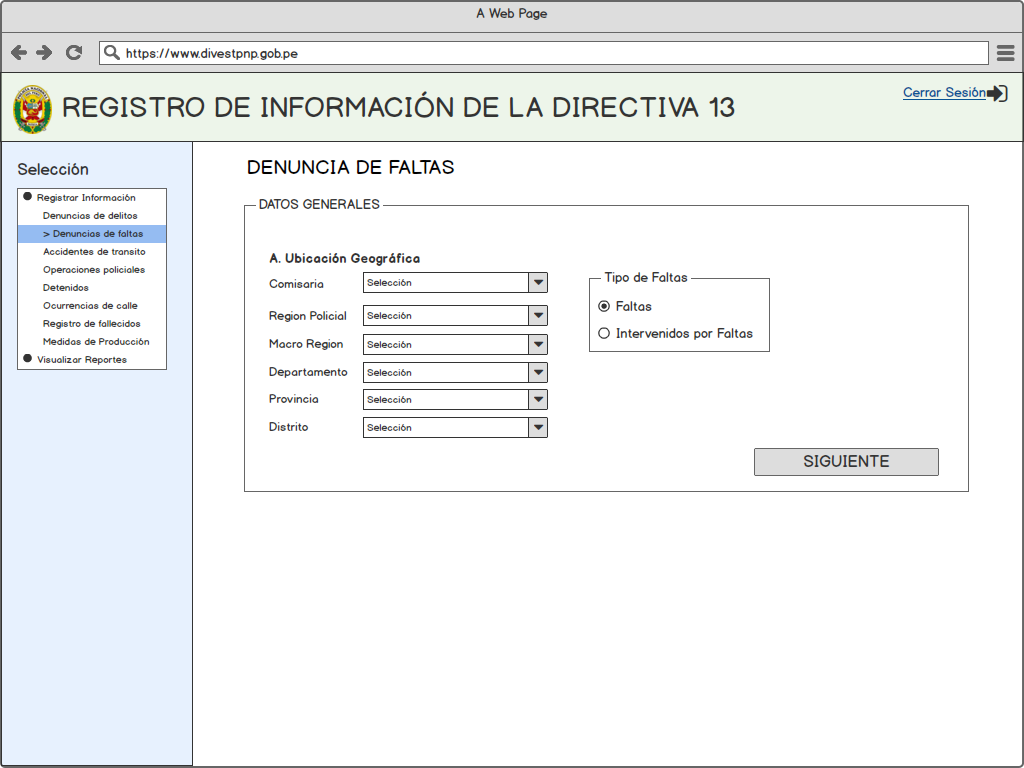 A Web Page
https://www.divestpnp.gob.pe
REGISTRO DE INFORMACIÓN DE LA DIRECTIVA 13
Cerrar Sesión
Selección
Registrar Información
Denuncias de delitos
> Denuncias de faltas
Accidentes de transito
Operaciones policiales
Detenidos
Ocurrencias de calle
Registro de fallecidos
Medidas de Producción
Visualizar Reportes
DENUNCIA DE FALTAS
DATOS GENERALES
A. Ubicación Geográfica
Comisaria Selección
Region Policial Selección
Macro Region Selección
Departamento Selección
Provincia Selección
Distrito Selección
Tipo de Faltas
Faltas
Intervenidos por Faltas
SIGUIENTE